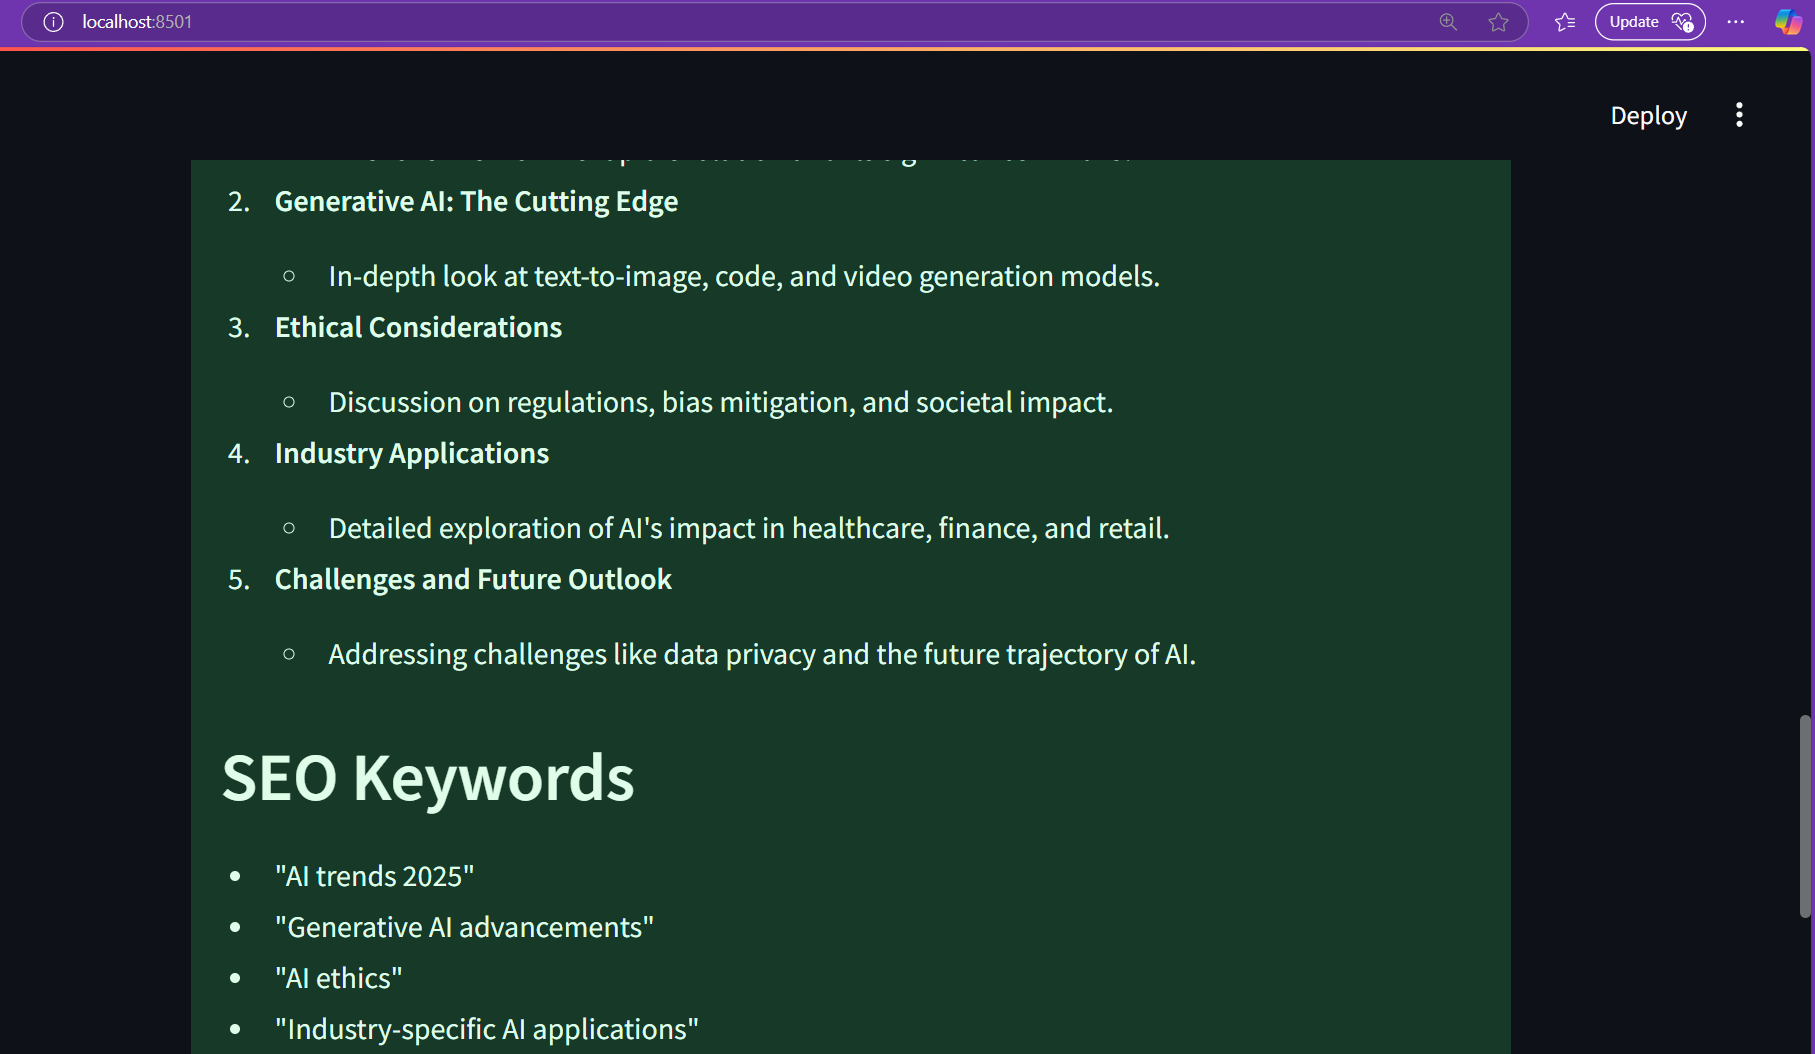 localhost:8501
Update
Deploy
2. Generative AI: The Cutting Edge
○ In-depth look at text-to-image, code, and video generation models.
3. Ethical Considerations
○ Discussion on regulations, bias mitigation, and societal impact.
4. Industry Applications
○ Detailed exploration of AI's impact in healthcare, finance, and retail.
5. Challenges and Future Outlook
○ Addressing challenges like data privacy and the future trajectory of AI.
SEO Keywords
• "AI trends 2025"
• "Generative AI advancements"
• "AI ethics"
• "Industry-specific AI applications"